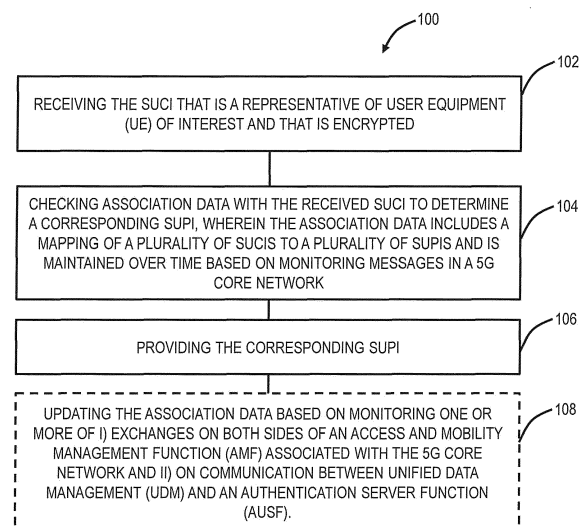 100
102
RECEIVING THE SUCI THAT IS A REPRESENTATIVE OF USER EQUIPMENT
(UE) OF INTEREST AND THAT IS ENCRYPTED
CHECKING ASSOCIATION DATA WITH THE RECEIVED SUCI TO DETERMINE
A CORRESPONDING SUPI, WHEREIN THE ASSOCIATION DATA INCLUDES A
MAPPING OF A PLURALITY OF SUCIS TO A PLURALITY OF SUPIS AND IS
MAINTAINED OVER TIME BASED ON MONITORING MESSAGES IN A 5G
CORE NETWORK
104
PROVIDING THE CORRESPONDING SUPI
106
UPDATING THE ASSOCIATION DATA BASED ON MONITORING ONE OR
MORE OF I) EXCHANGES ON BOTH SIDES OF AN ACCESS AND MOBILITY
MANAGEMENT FUNCTION (AMF) ASSOCIATED WITH THE 5G CORE
NETWORK AND II) ON COMMUNICATION BETWEEN UNIFIED DATA
MANAGEMENT (UDM) AND AN AUTHENTICATION SERVER FUNCTION
(AUSF).
108